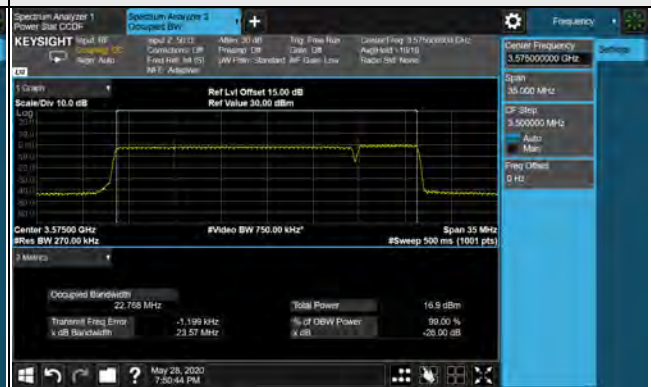 Spectrum Analyzer 1
Power Stat CCDF
Spectrum Analyzer 2
Occupied BW
+
Frequency
KEYSIGHT Input: RF
Coupling: DC
Align: Auto
Input Z: 50 Ω
Corrections: Off
Freq Ref: Int (S)
NFE: Adaptive
Atten: 30 dB
Preamp: Off
µW Path: Standard
Trig: Free Run
Gate: Off
#IF Gain: Low
Center Freq: 3.575000000 GHz
Avg|Hold: >10/10
Radio Std: None
Center Frequency
3.575000000 GHz
Settings
Span
35.000 MHz
CF Step
3.500000 MHz
Auto
Man
Freq Offset
0 Hz
1 Graph
Scale/Div 10.0 dB
Log
Ref Lvl Offset 15.00 dB
Ref Value 30.00 dBm
Center 3.57500 GHz
#Res BW 270.00 kHz
#Video BW 750.00 kHz*
Span 35 MHz
#Sweep 500 ms (1001 pts)
2 Metrics
Occupied Bandwidth
22.768 MHz
Total Power
16.9 dBm
Transmit Freq Error
-1.199 kHz
% of OBW Power
99.00 %
x dB Bandwidth
23.57 MHz
x dB
-26.00 dB
?
May 28, 2020
7:50:44 PM